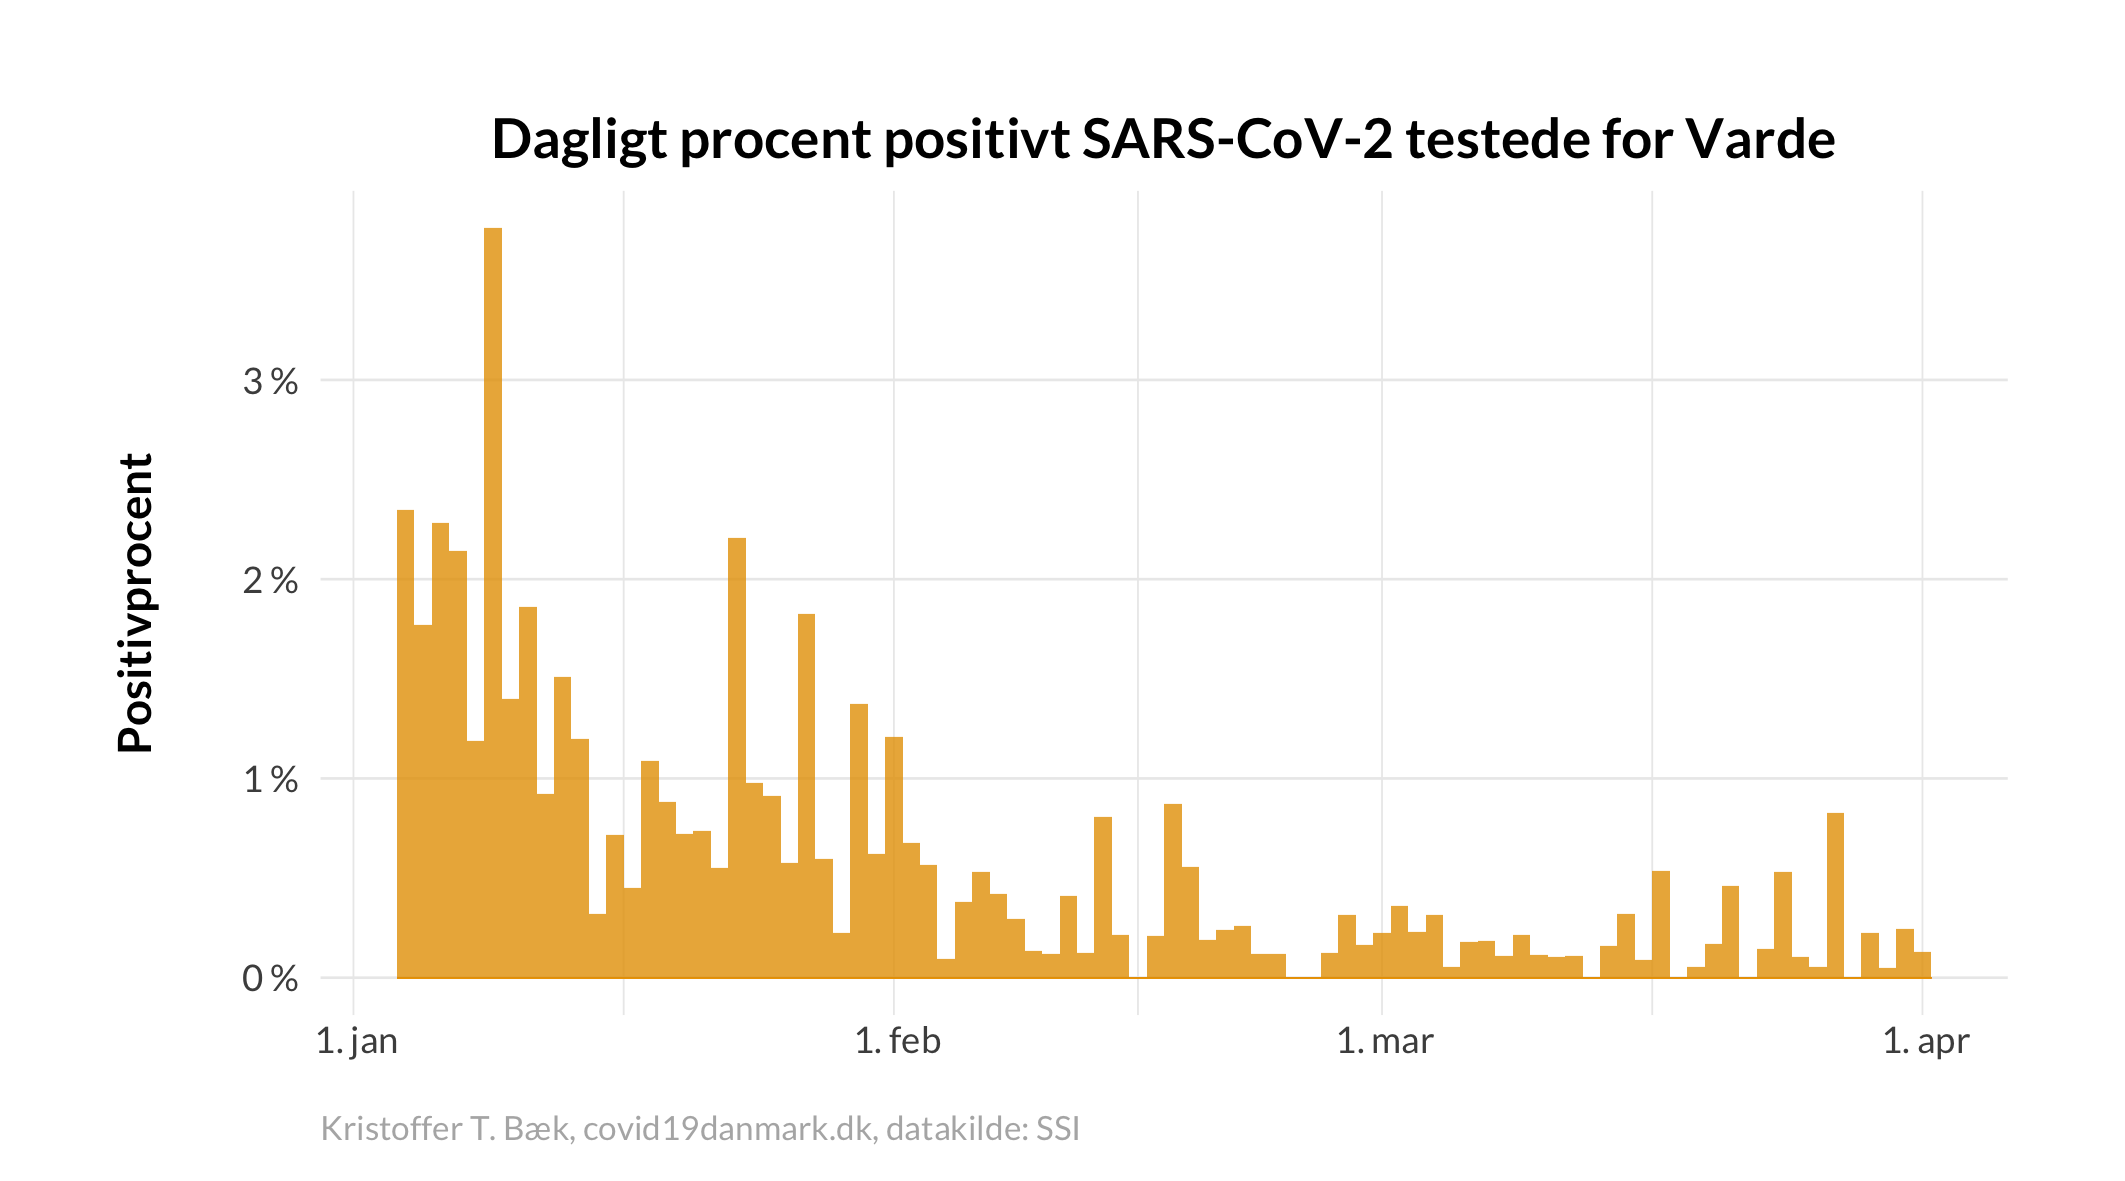 Dagligt procent positivt SARS-CoV-2 testede for Varde
Positivprocent
3 %
2 %
1 %
0 %
1. jan
1. feb
1. mar
1. apr
Kristoffer T. Bæk, covid19danmark.dk, datakilde: SSI